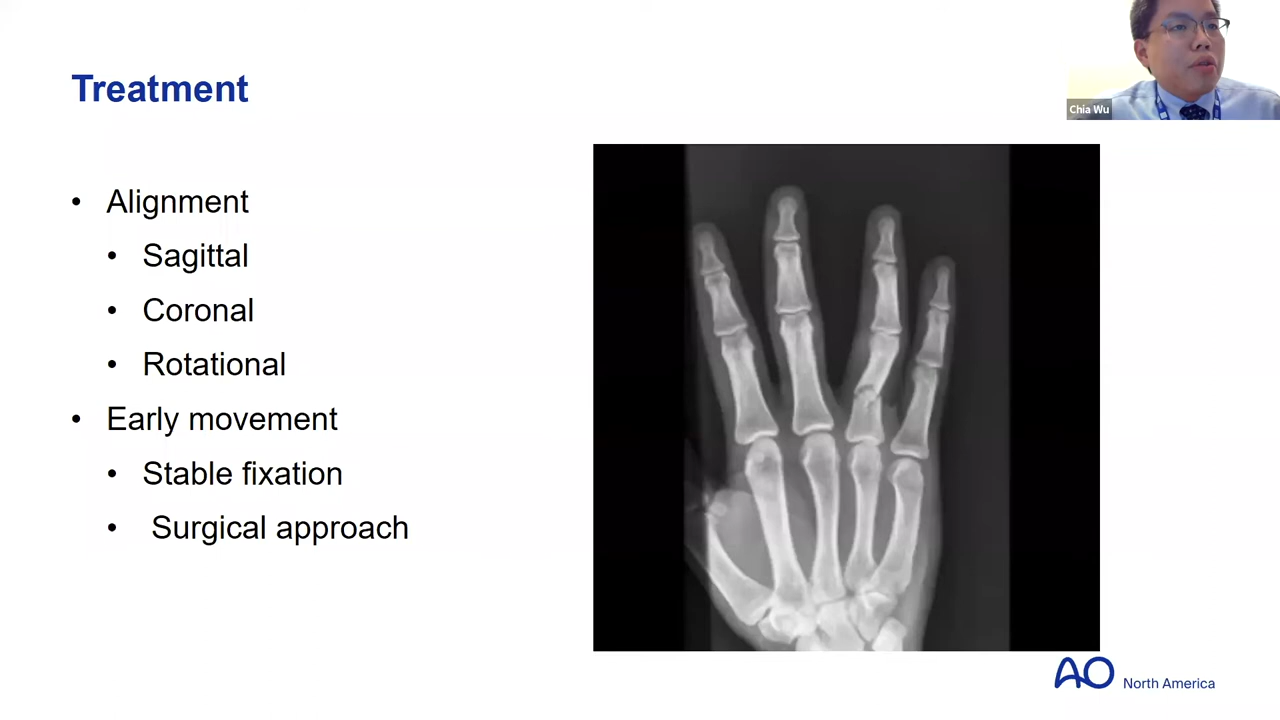 Treatment
Chia Wu
• Alignment
• Sagittal
• Coronal
• Rotational
• Early movement
• Stable fixation
• Surgical approach
AO North America